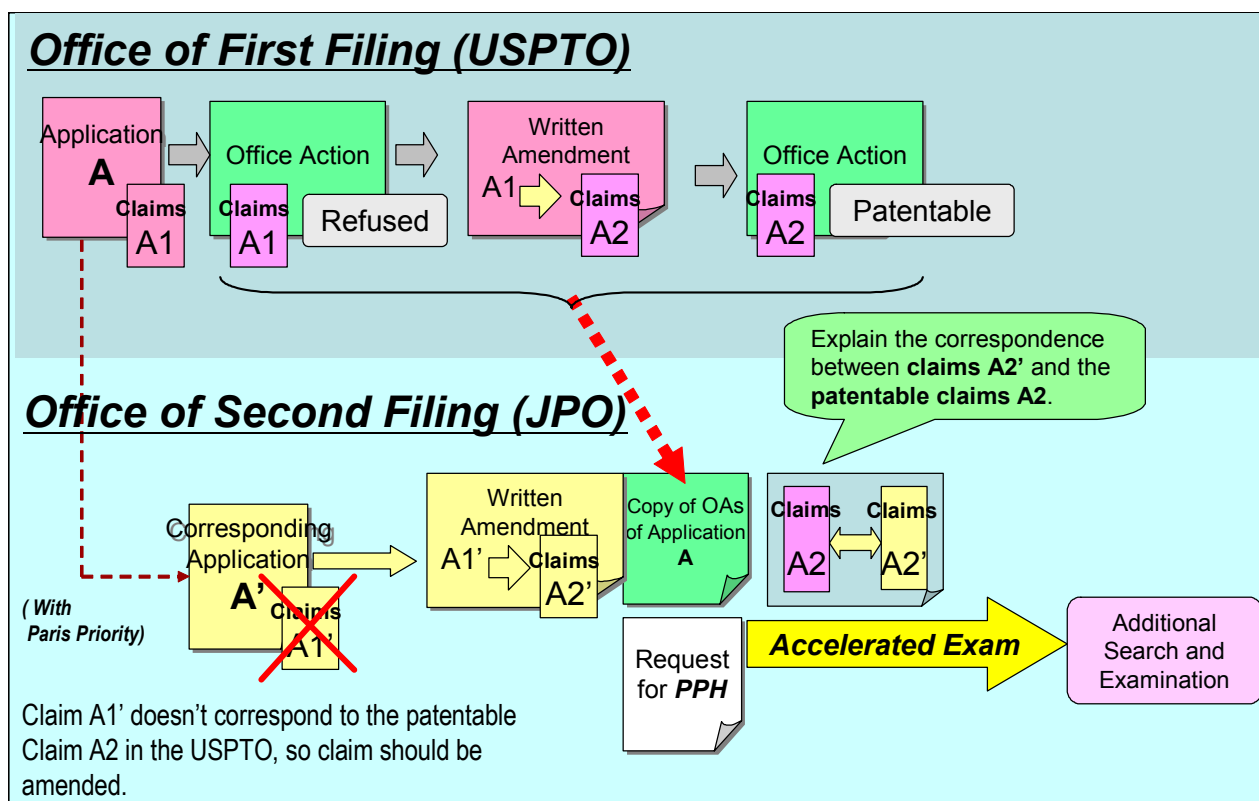 Office of First Filing (USPTO)
Application
A
Claims
A1
Office Action
Claims
A1
Refused
Written
Amendment
A1
Claims
A2
Office Action
Claims
A2
Patentable
Explain the correspondence
between claims A2’ and the
patentable claims A2.
Office of Second Filing (JPO)
Corresponding
Application
A’
Claims
A1’
( With
Paris Priority)
Written
Amendment
A1’
Claims
A2’
Copy of OAs
of Application
A
Claims
A2
Claims
A2’
Request
for PPH
Accelerated Exam
Additional
Search and
Examination
Claim A1’ doesn’t correspond to the patentable
Claim A2 in the USPTO, so claim should be
amended.